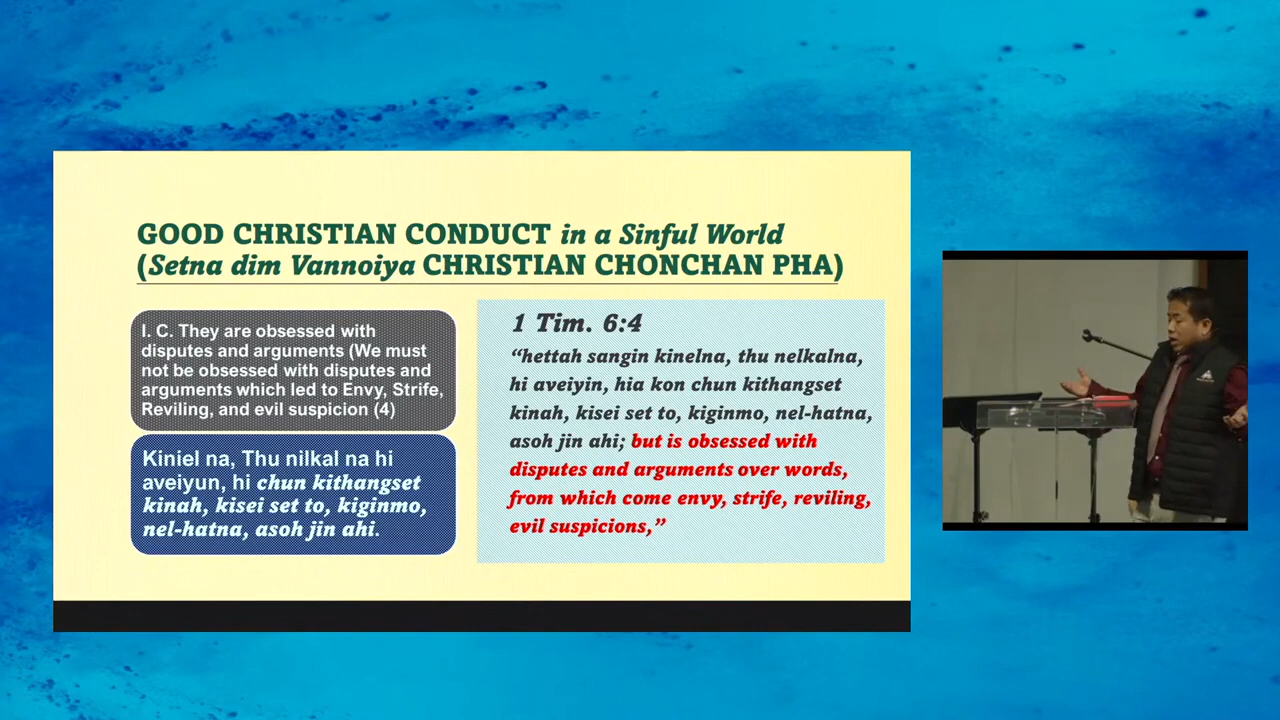 GOOD CHRISTIAN CONDUCT in a Sinful World
(Setna dim Vannoiya CHRISTIAN CHONCHAN PHA)
I. C. They are obsessed with
disputes and arguments (We must
not be obsessed with disputes and
arguments which led to Envy, Strife,
Reviling, and evil suspicion (4)
Kiniel na, Thu nilkal na hi
aveiyun, hi chun kithangset
kinah, kisei set to, kiginmo,
nel-hatna, asoh jin ahi.
1 Tim. 6:4
“hettah sangin kinelna, thu nelkalna,
hi aveiyin, hia kon chun kithangset
kinah, kisei set to, kiginmo, nel-hatna,
asoh jin ahi; but is obsessed with
disputes and arguments over words,
from which come envy, strife, reviling,
evil suspicions,”